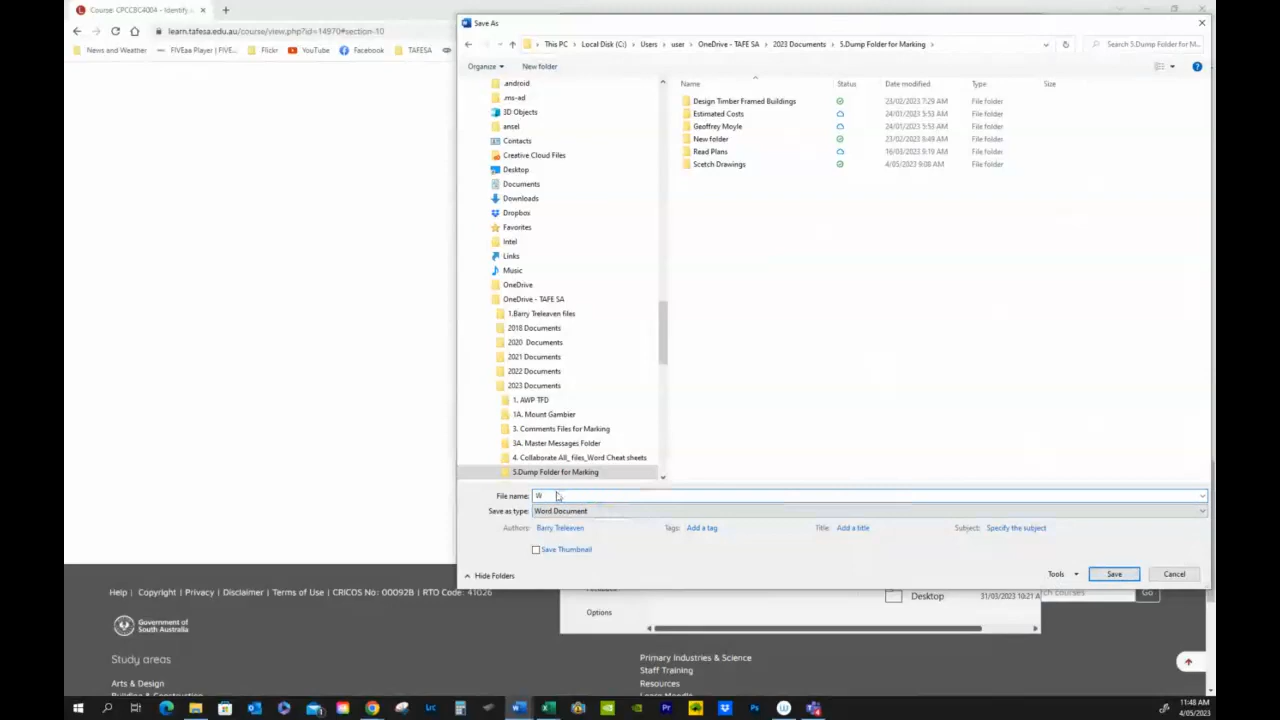 Course: CPCCBC4004 - Identify
Save As
learn.tafesa.edu.au/course/view.php?id=14970#section-10
This PC > Local Disk (C:) > Users > user > OneDrive - TAFE SA > 2023 Documents > 5.Dump Folder for Marking >
Search 5.Dump Folder for M...
News and Weather
FIVEaa Player | FIVE...
Flickr
YouTube
Facebook
TAFESA
Organize
New folder
Name
Status
Date modified
Type
Size
.android
.ms-ad
3D Objects
ansel
Contacts
Creative Cloud Files
Desktop
Documents
Downloads
Dropbox
Favorites
Intel
Links
Music
OneDrive
OneDrive - TAFE SA
1.Barry Treleaven files
2018 Documents
2020 Documents
2021 Documents
2022 Documents
2023 Documents
1. AWP TFD
1A. Mount Gambier
3. Comments Files for Marking
3A. Master Messages Folder
4. Collaborate All_ files_Word Cheat sheets
5.Dump Folder for Marking
Design Timber Framed Buildings 23/02/2023 7:29 AM File folder
Estimated Costs 24/01/2023 5:53 AM File folder
Geoffrey Moyle 24/01/2023 5:53 AM File folder
New folder 23/02/2023 8:49 AM File folder
Read Plans 16/03/2023 9:19 AM File folder
Scetch Drawings 4/05/2023 9:08 AM File folder
File name: W
Save as type: Word Document
Authors: Barry Treleaven
Tags: Add a tag
Title: Add a title
Subject: Specify the subject
Save Thumbnail
Hide Folders
Tools
Save
Cancel
Help | Copyright | Privacy | Disclaimer | Terms of Use | CRICOS No: 00092B | RTO Code: 41026
Desktop
31/03/2023 10:21 A
rch courses
Go
Options
Government of
South Australia
Study areas
Arts & Design
Primary Industries & Science
Staff Training
Resources
11:48 AM
4/05/2023